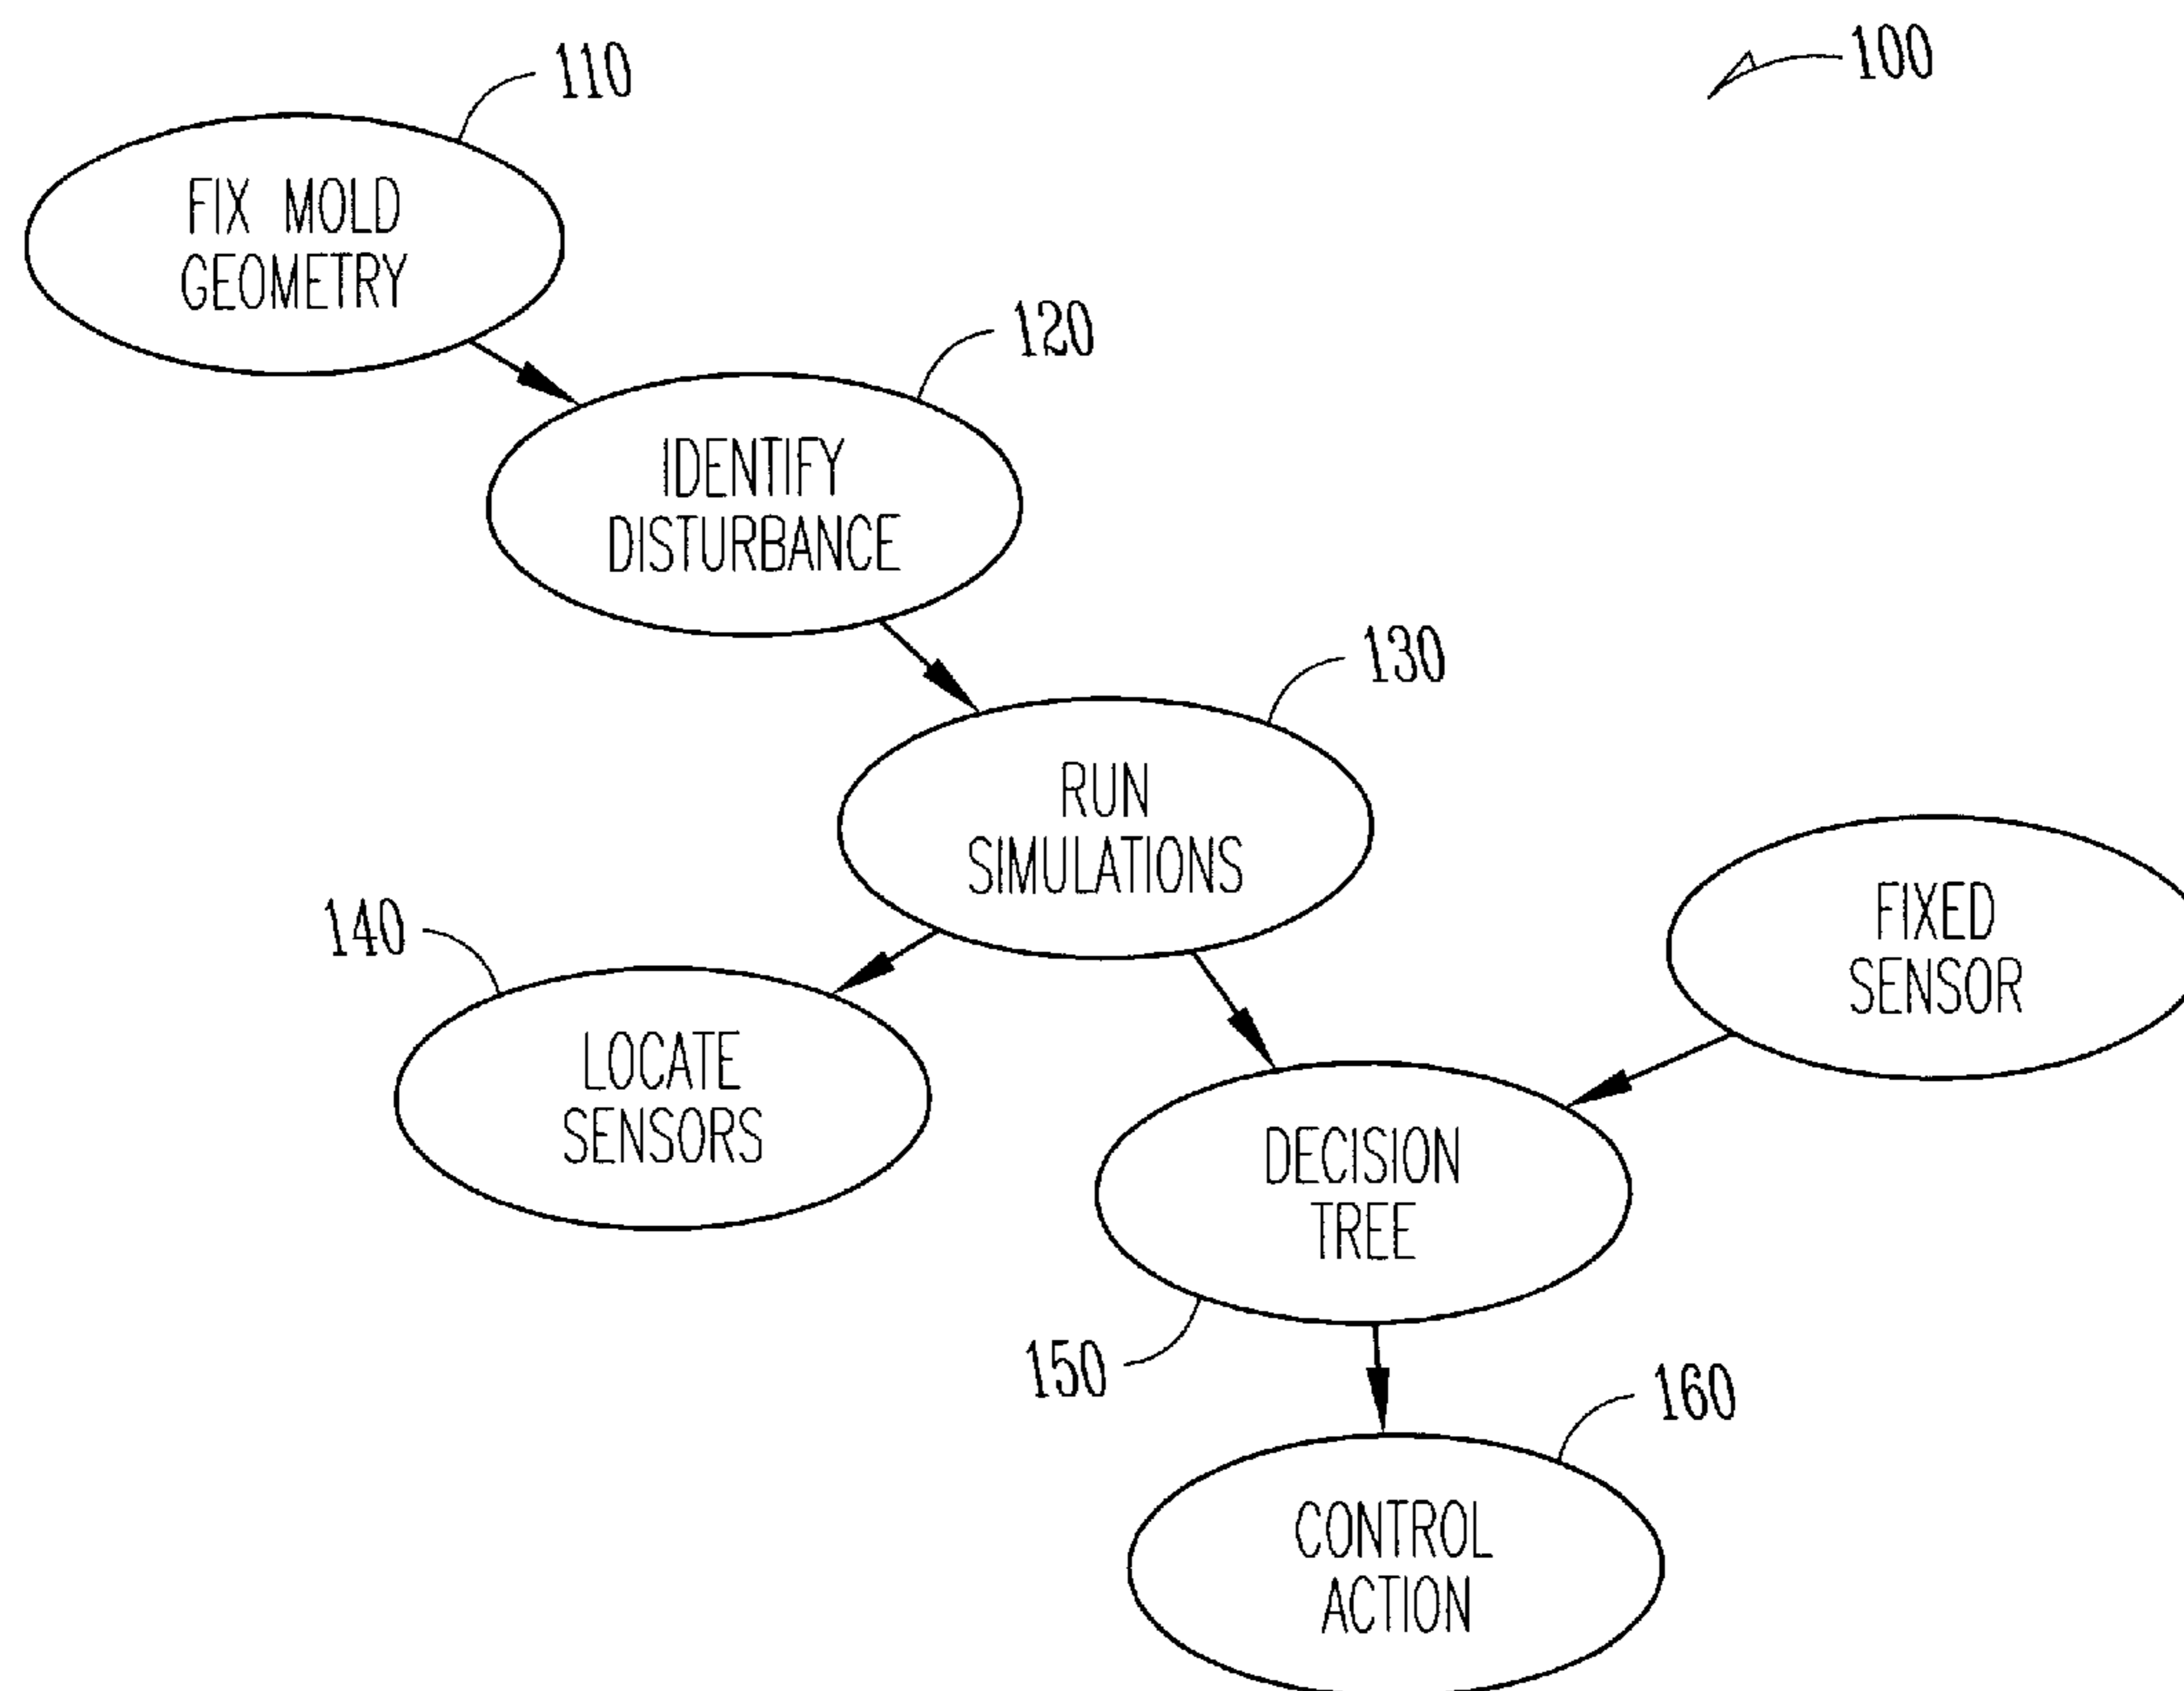 110
100
FIX MOLD
GEOMETRY
120
IDENTIFY
DISTURBANCE
130
RUN
SIMULATIONS
140
FIXED
SENSOR
LOCATE
SENSORS
DECISION
TREE
150
160
CONTROL
ACTION